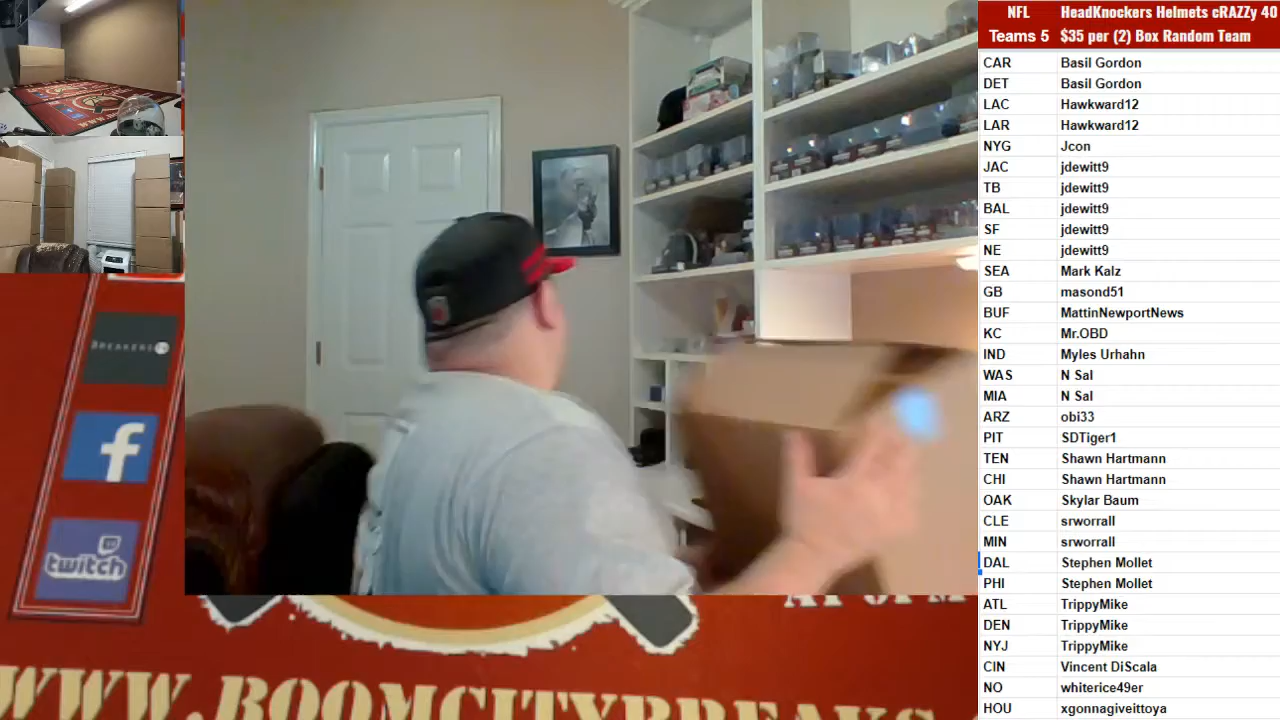 NFL HeadKnockers Helmets cRAZZy 40
Teams 5 $35 per (2) Box Random Team
CAR Basil Gordon
DET Basil Gordon
LAC Hawkward12
LAR Hawkward12
NYG Jcon
JAC jdewitt9
TB jdewitt9
BAL jdewitt9
SF jdewitt9
NE jdewitt9
SEA Mark Kalz
GB masond51
BUF MattinNewportNews
KC Mr.OBD
IND Myles Urhahn
WAS N Sal
MIA N Sal
ARZ obi33
PIT SDTiger1
TEN Shawn Hartmann
CHI Shawn Hartmann
OAK Skylar Baum
CLE srworrall
MIN srworrall
DAL Stephen Mollet
PHI Stephen Mollet
ATL TrippyMike
DEN TrippyMike
NYJ TrippyMike
CIN Vincent DiScala
NO whiterice49er
HOU xgonnagiveittoya
BREAKERS
f
twitch
WWW.BOOMCITYBREAKS.